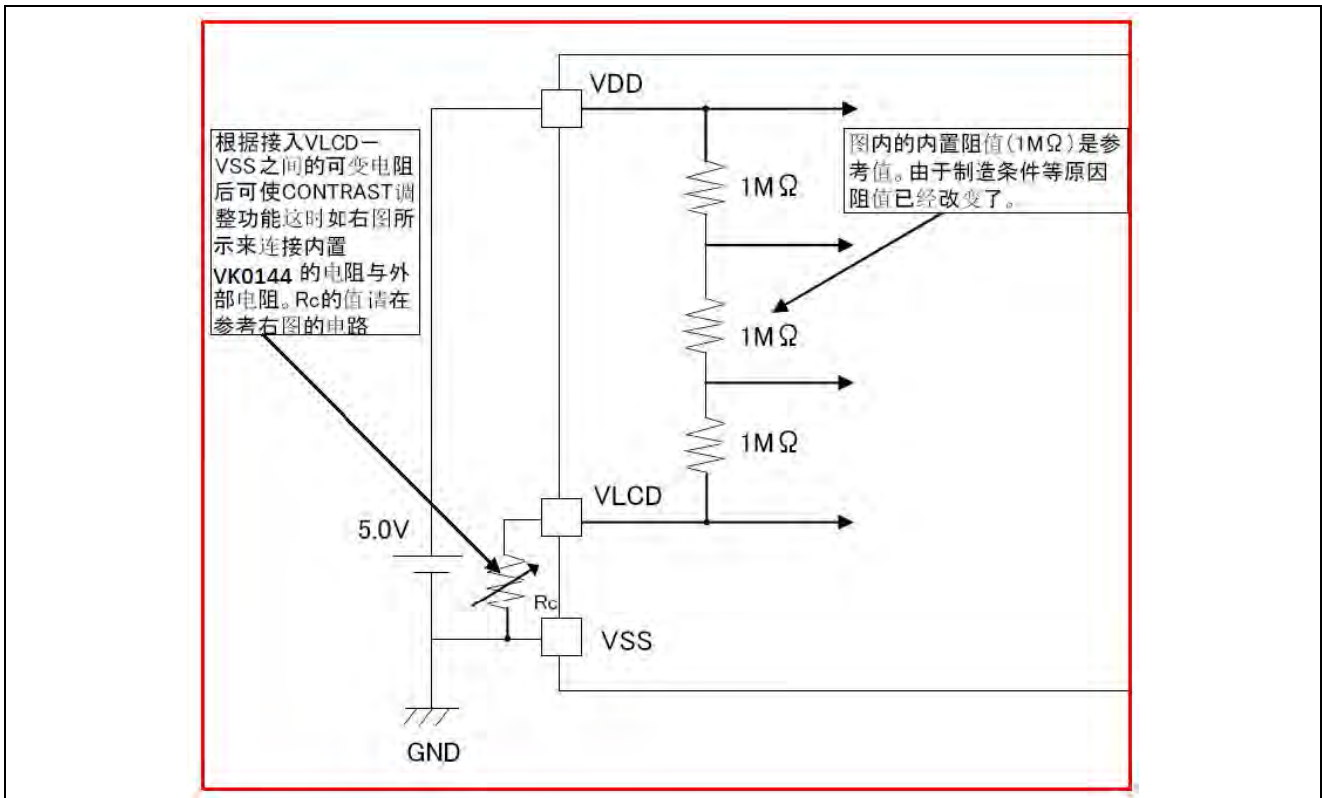 VDD
根据接入VLCD－
VSS之间的可变电阻
后可使CONTRAST调
整功能这时如右图所
示来连接内置
VK0144 的电阻与外
部电阻。Rc的值请在
参考右图的电路
图内的内置阻值(1MΩ)是参
考值。由于制造条件等原因
阻值已经改变了。
1MΩ
1MΩ
1MΩ
VLCD
5.0V
Rc
VSS
GND